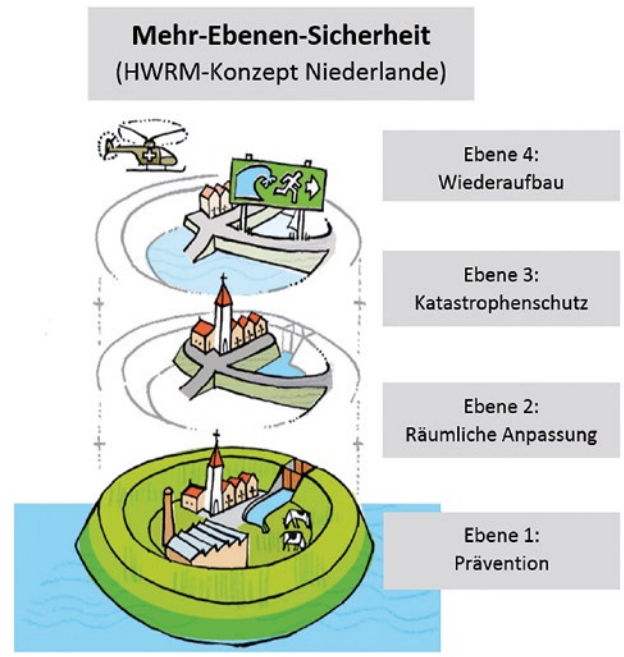 Mehr-Ebenen-Sicherheit
(HWRM-Konzept Niederlande)
Ebene 4:
Wiederaufbau
Ebene 3:
Katastrophenschutz
Ebene 2:
Räumliche Anpassung
Ebene 1:
Prävention